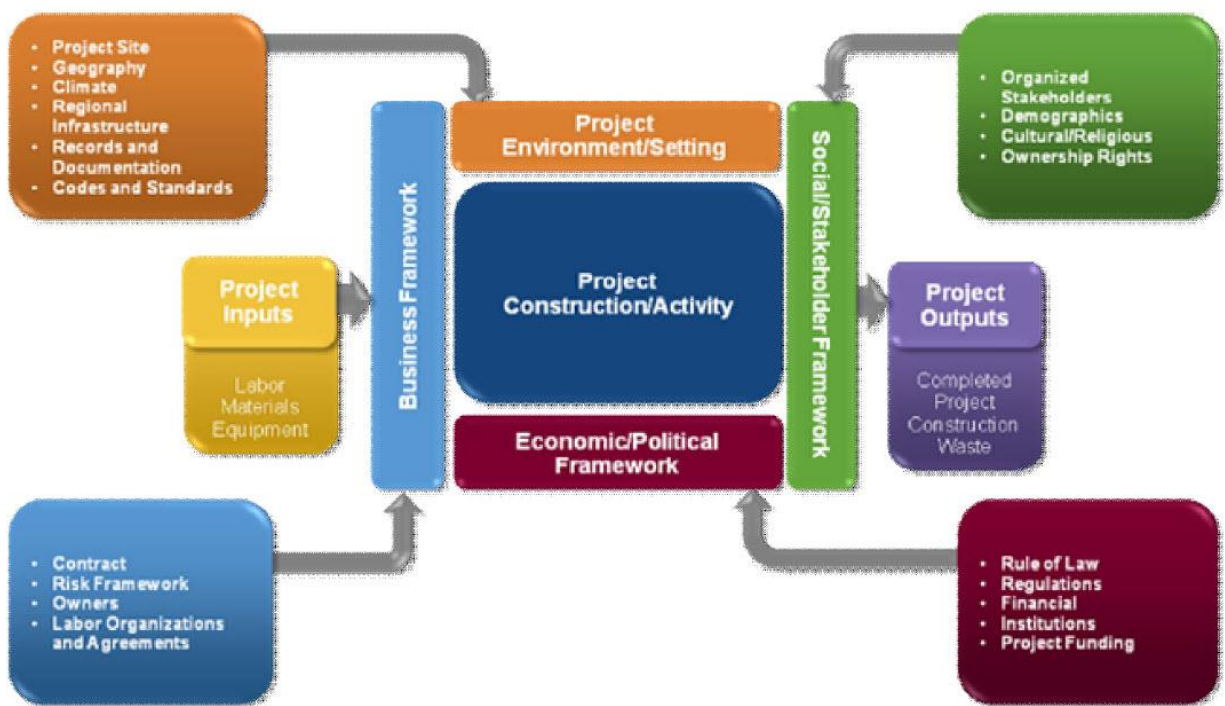 • Project Site
• Geography
• Climate
• Regional
Infrastructure
• Records and
Documentation
• Codes and Standards
Project
Environment/Setting
• Organized
Stakeholders
• Demographics
• Cultural/Religious
• Ownership Rights
Project
Inputs
Labor
Materials
Equipment
Business Framework
Project
Construction/Activity
Social/Stakeholder Framework
Project
Outputs
Completed
Project
Construction
Waste
Economic/Political
Framework
• Contract
• Risk Framework
• Owners
• Labor Organizations
and Agreements
• Rule of Law
• Regulations
• Financial
• Institutions
• Project Funding